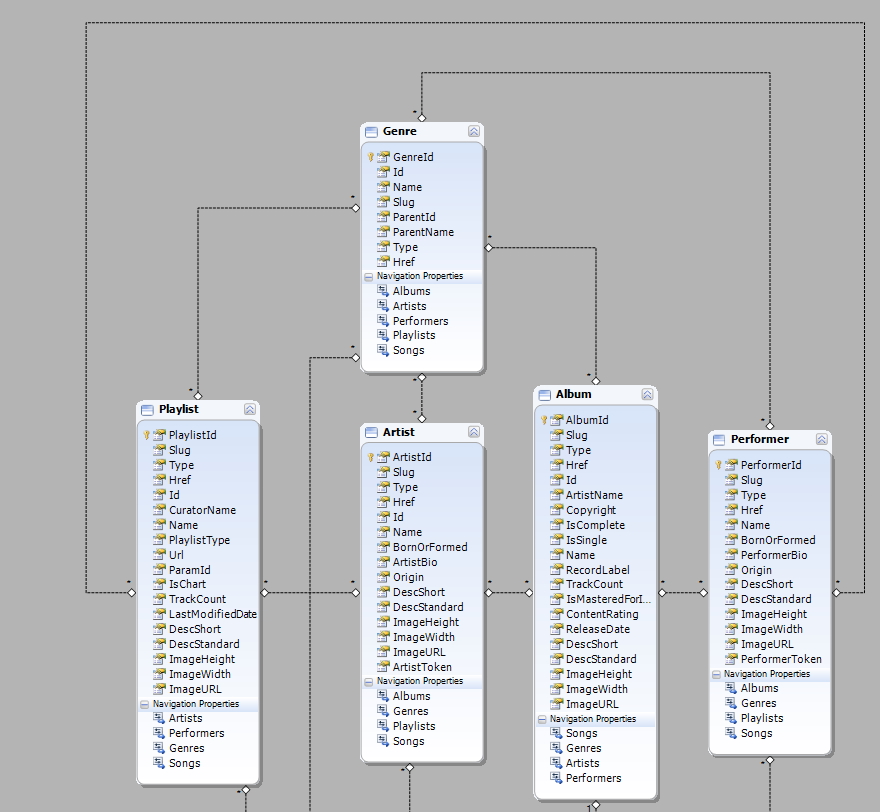 Genre
GenreId
Id
Name
Slug
ParentId
ParentName
Type
Href
Navigation Properties
Albums
Artists
Performers
Playlists
Songs
Playlist
PlaylistId
Slug
Type
Href
Id
CuratorName
Name
PlaylistType
Url
ParamId
IsChart
TrackCount
LastModifiedDate
DescShort
DescStandard
ImageHeight
ImageWidth
ImageURL
Navigation Properties
Artists
Performers
Genres
Songs
Artist
ArtistId
Slug
Type
Href
Id
Name
BornOrFormed
ArtistBio
Origin
DescShort
DescStandard
ImageHeight
ImageWidth
ImageURL
ArtistToken
Navigation Properties
Albums
Genres
Playlists
Songs
Album
AlbumId
Slug
Type
Href
Id
ArtistName
Copyright
IsComplete
IsSingle
Name
RecordLabel
TrackCount
IsMasteredForI...
ContentRating
ReleaseDate
DescShort
DescStandard
ImageHeight
ImageWidth
ImageURL
Navigation Properties
Songs
Genres
Artists
Performers
1
Performer
PerformerId
Slug
Type
Href
Name
BornOrFormed
PerformerBio
Origin
DescShort
DescStandard
ImageHeight
ImageWidth
ImageURL
PerformerToken
Navigation Properties
Albums
Genres
Playlists
Songs